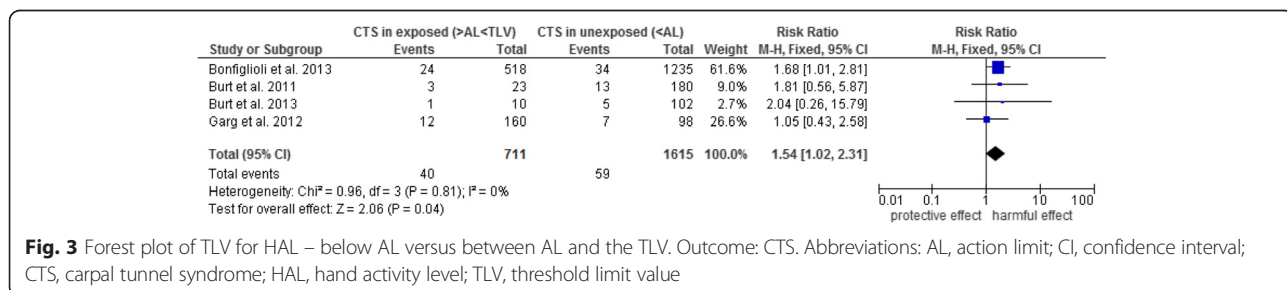 CTS in exposed (>AL<TLV) CTS in unexposed (<AL) Risk Ratio Risk Ratio
Study or Subgroup Events Total Events Total Weight M-H, Fixed, 95% CI M-H, Fixed, 95% CI
Bonfiglioli et al. 2013 24 518 34 1235 61.6% 1.68 [1.01, 2.81]
Burt et al. 2011 3 23 13 180 9.0% 1.81 [0.56, 5.87]
Burt et al. 2013 1 10 5 102 2.7% 2.04 [0.26, 15.79]
Garg et al. 2012 12 160 7 98 26.6% 1.05 [0.43, 2.58]
Total (95% CI) 711 1615 100.0% 1.54 [1.02, 2.31]
Total events 40 59
Heterogeneity: Chi² = 0.96, df = 3 (P = 0.81); I² = 0%
Test for overall effect: Z = 2.06 (P = 0.04)
0.01 0.1 1 10 100
protective effect harmful effect
Fig. 3 Forest plot of TLV for HAL – below AL versus between AL and the TLV. Outcome: CTS. Abbreviations: AL, action limit; CI, confidence interval;
CTS, carpal tunnel syndrome; HAL, hand activity level; TLV, threshold limit value